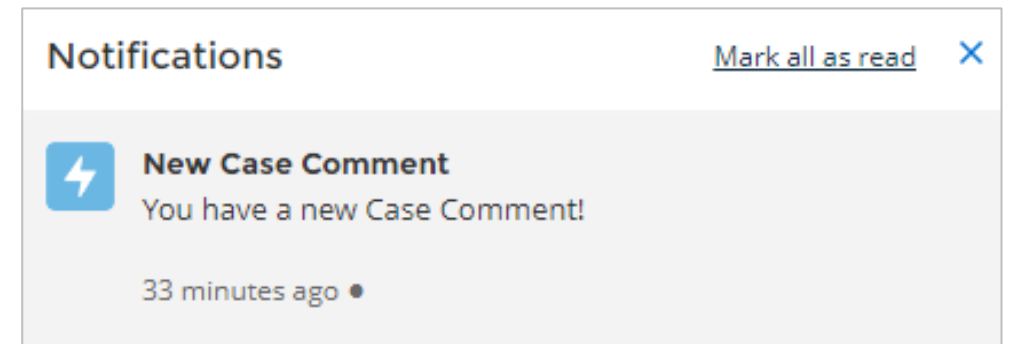 Notifications Mark all as read
New Case Comment
You have a new Case Comment!
33 minutes ago